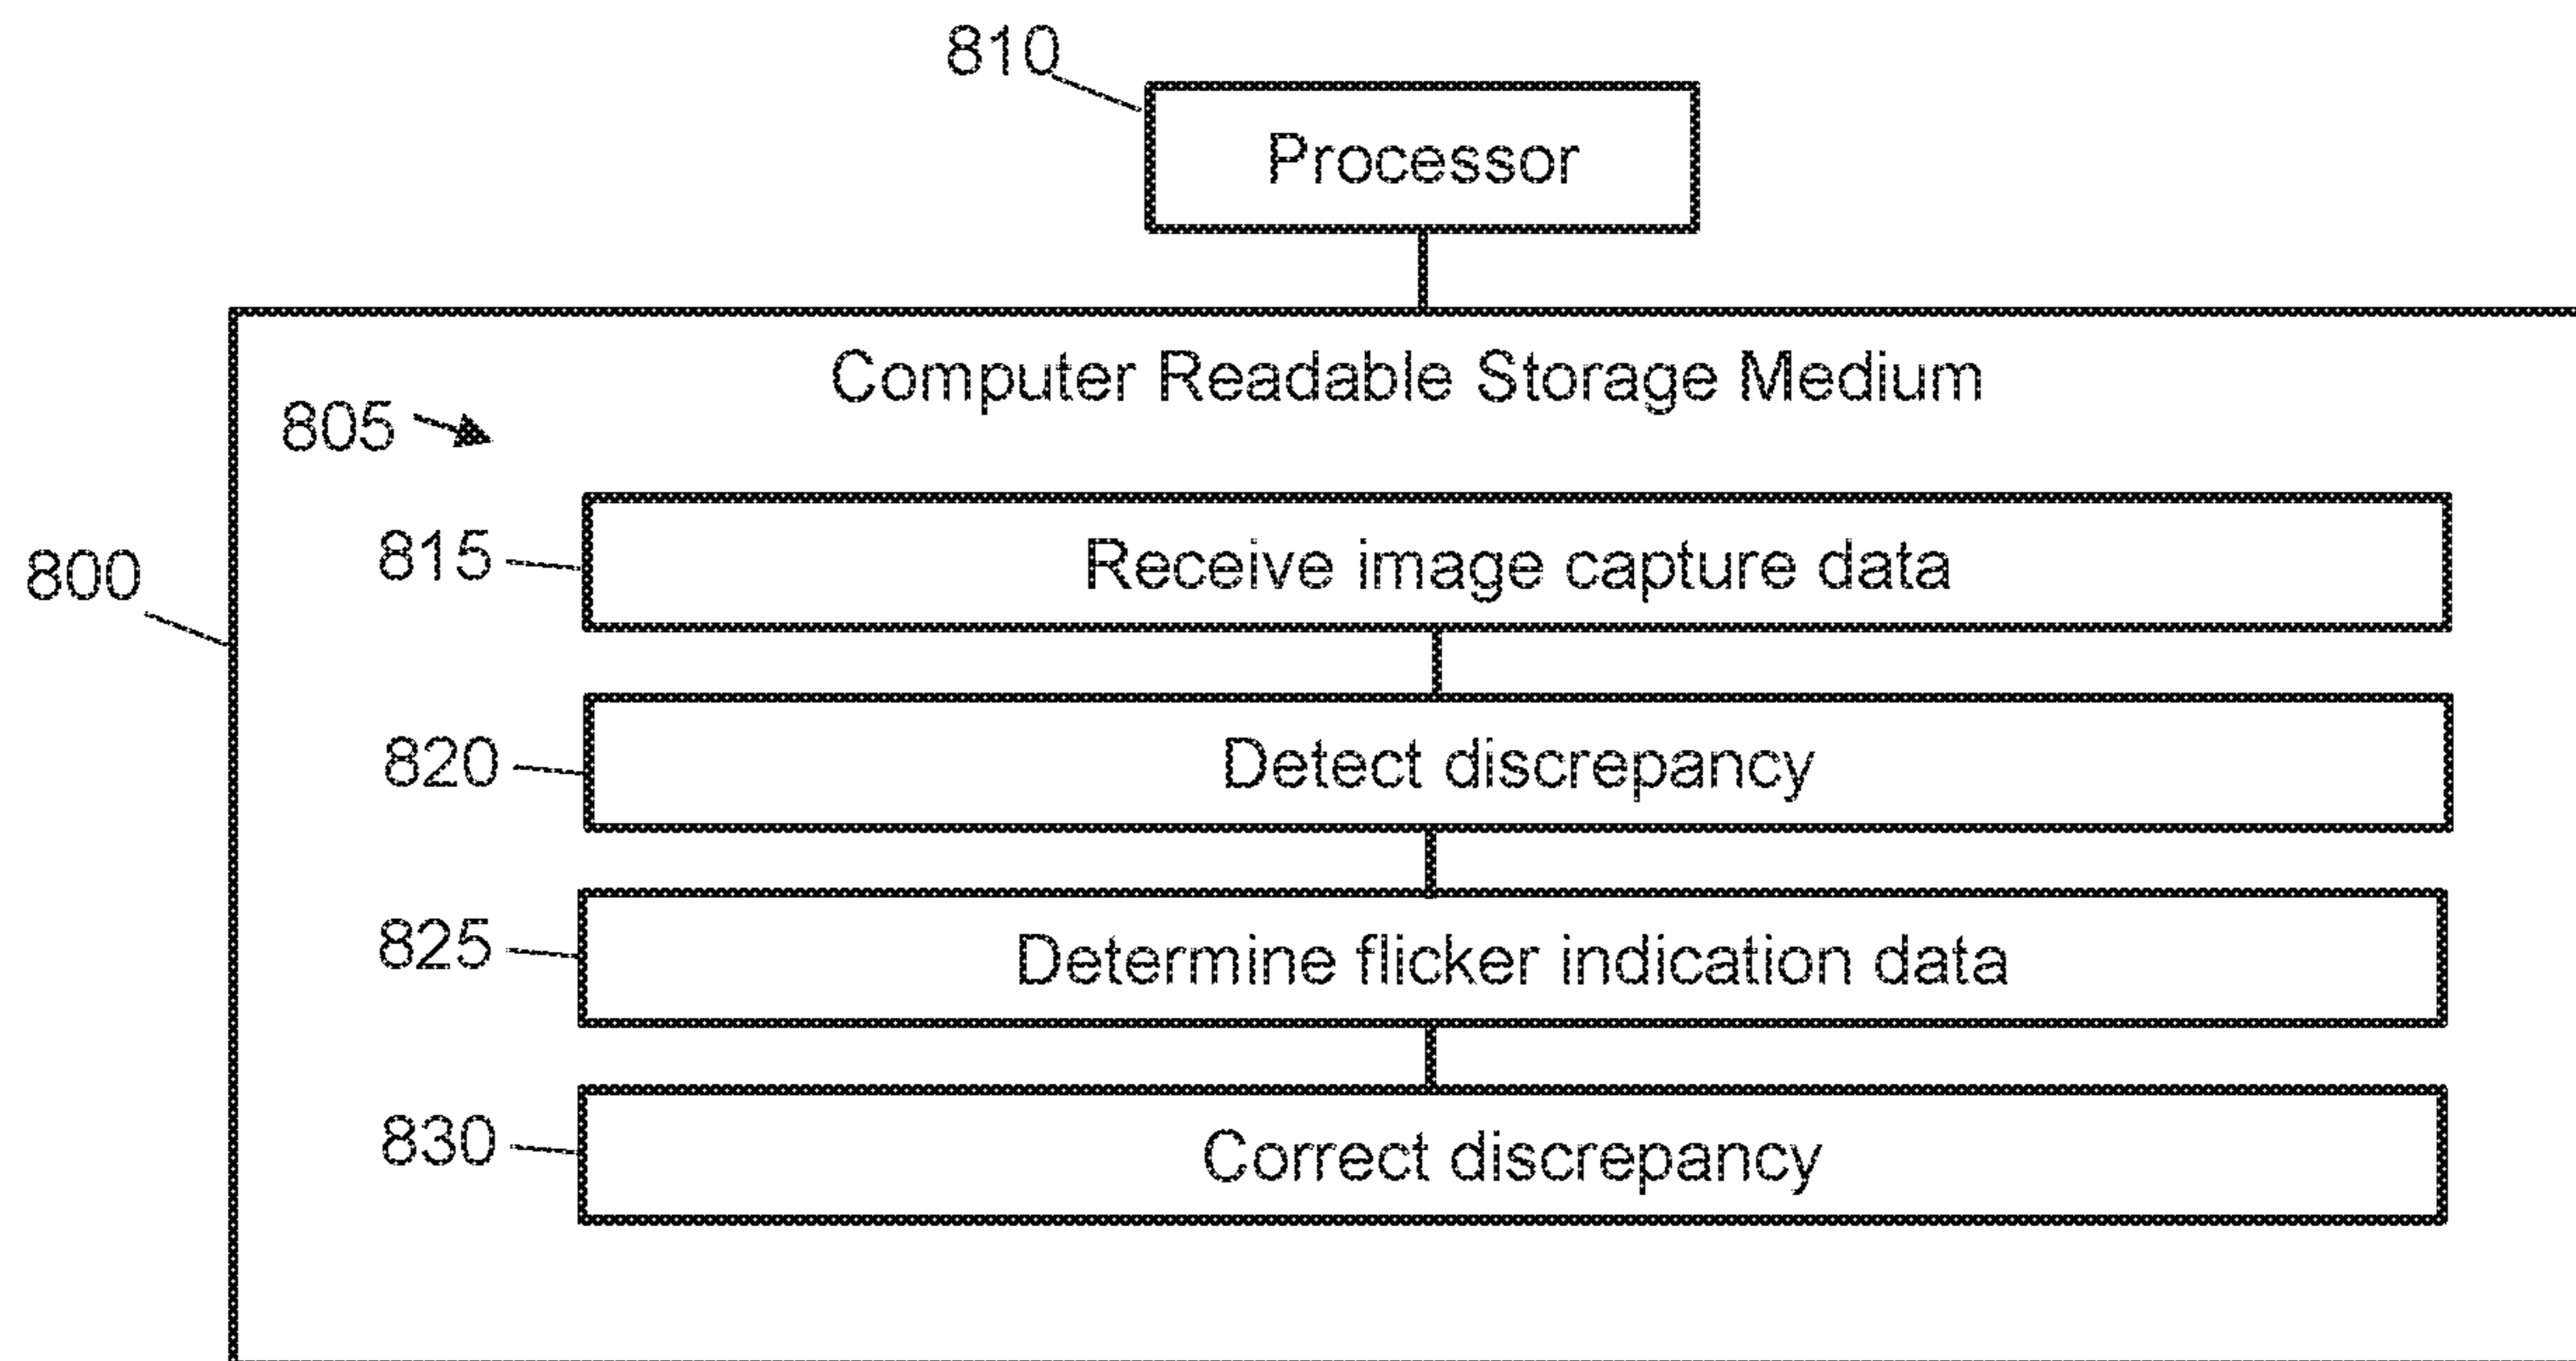 810
Processor
Computer Readable Storage Medium
805
815
Receive image capture data
800
820
Detect discrepancy
825
Determine flicker indication data
830
Correct discrepancy